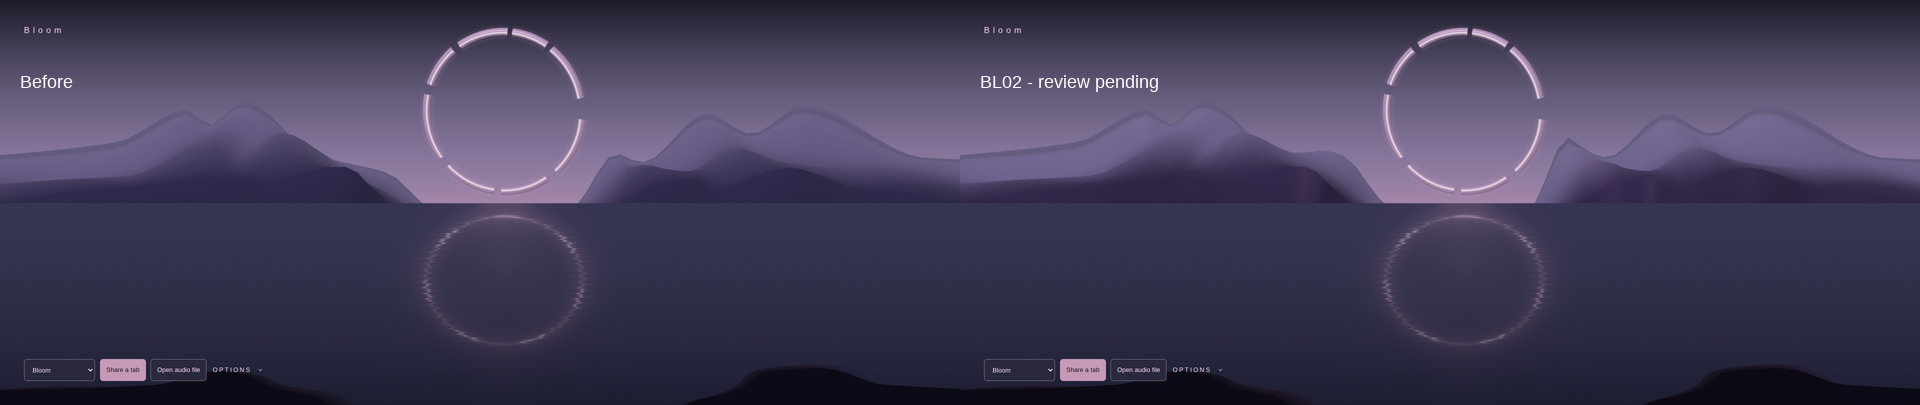 Bloom
Before
Bloom
Share a tab
Open audio file
OPTIONS
Bloom
BL02 - review pending
Bloom
Share a tab
Open audio file
OPTIONS